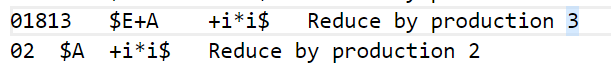 01813 $E+A +i*i$ Reduce by production 3
02 $A +i*i$ Reduce by production 2